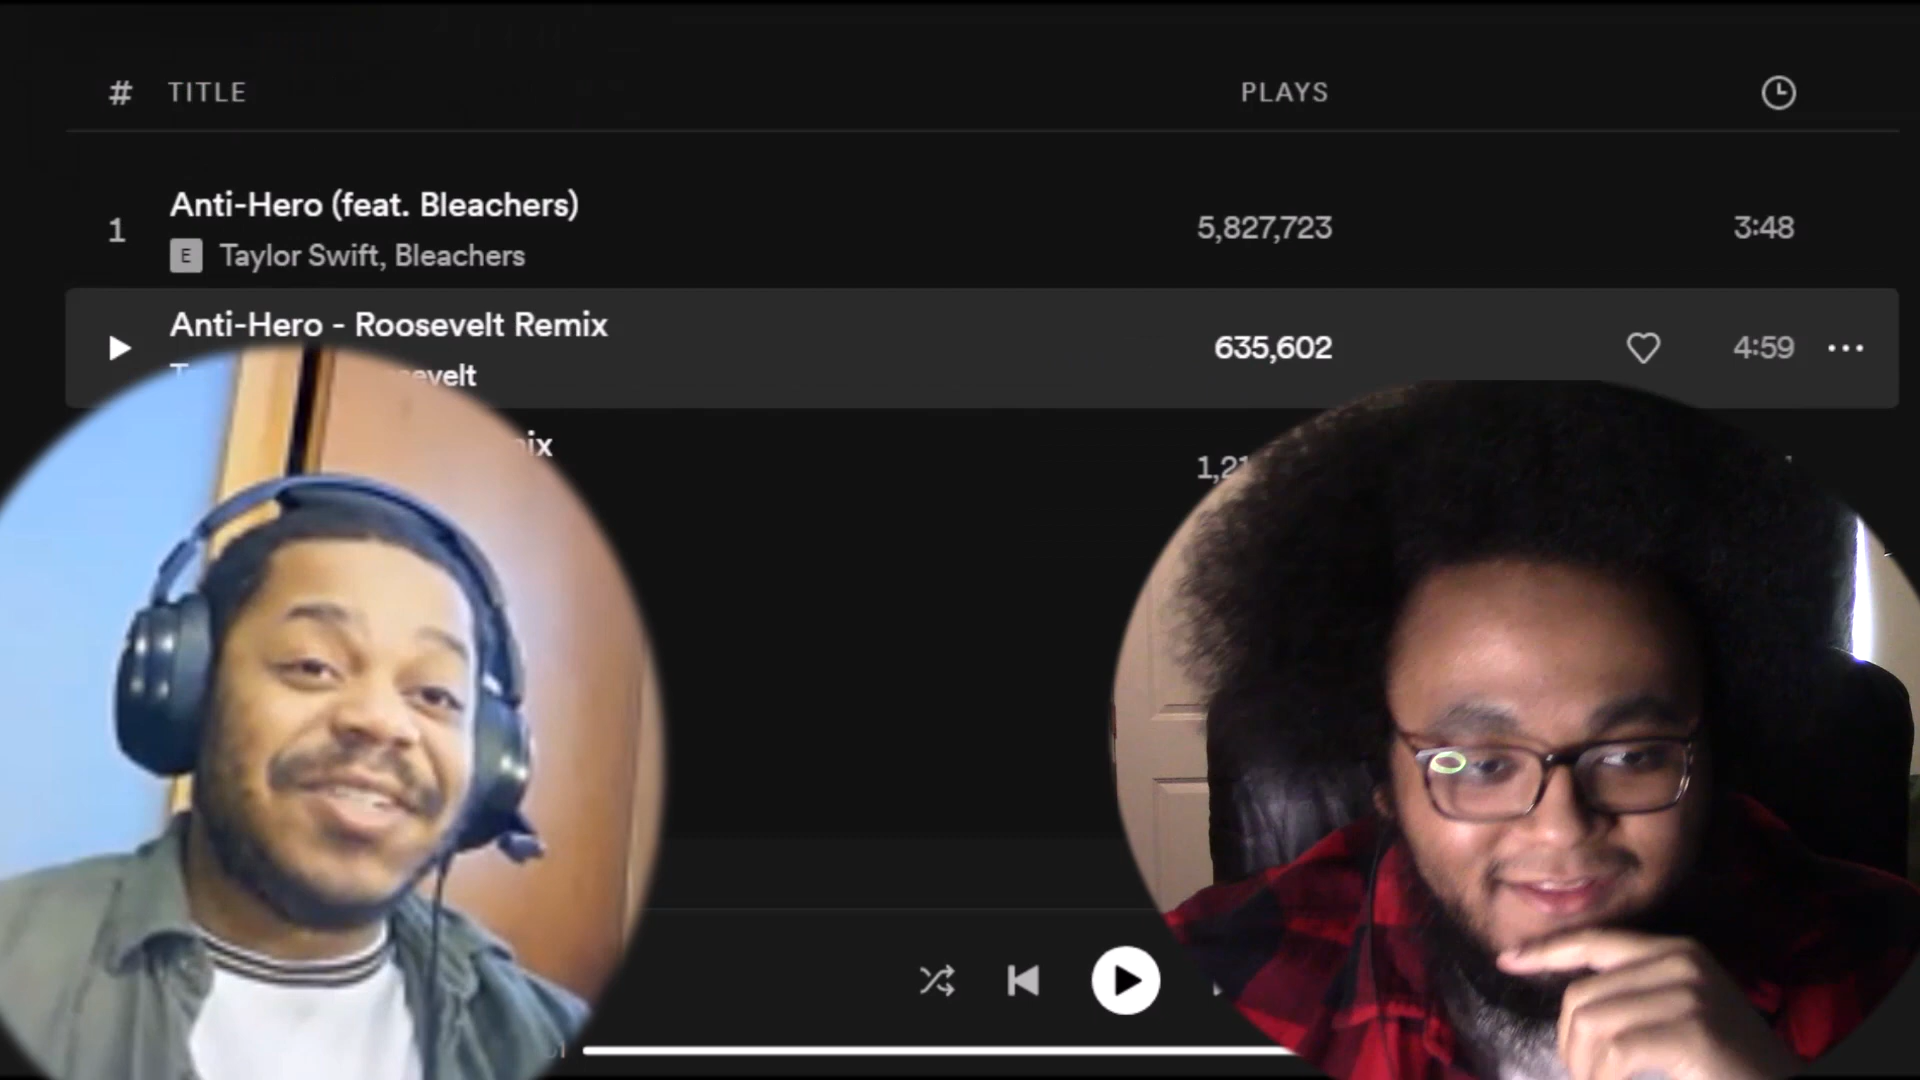 # TITLE PLAYS
1 Anti-Hero (feat. Bleachers) 5,827,723 3:48
E Taylor Swift, Bleachers
Anti-Hero - Roosevelt Remix 635,602 4:59